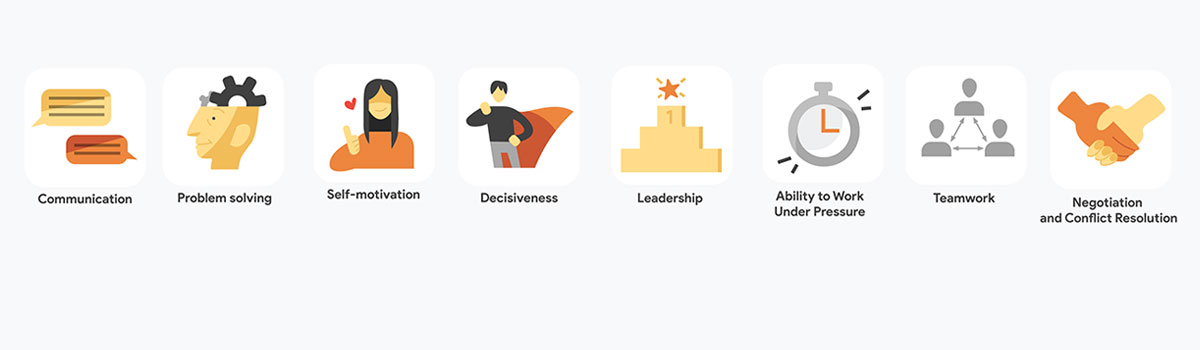 1
Communication
Problem solving
Self-motivation
Decisiveness
Leadership
Ability to Work
Under Pressure
Teamwork
Negotiation
and Conflict Resolution